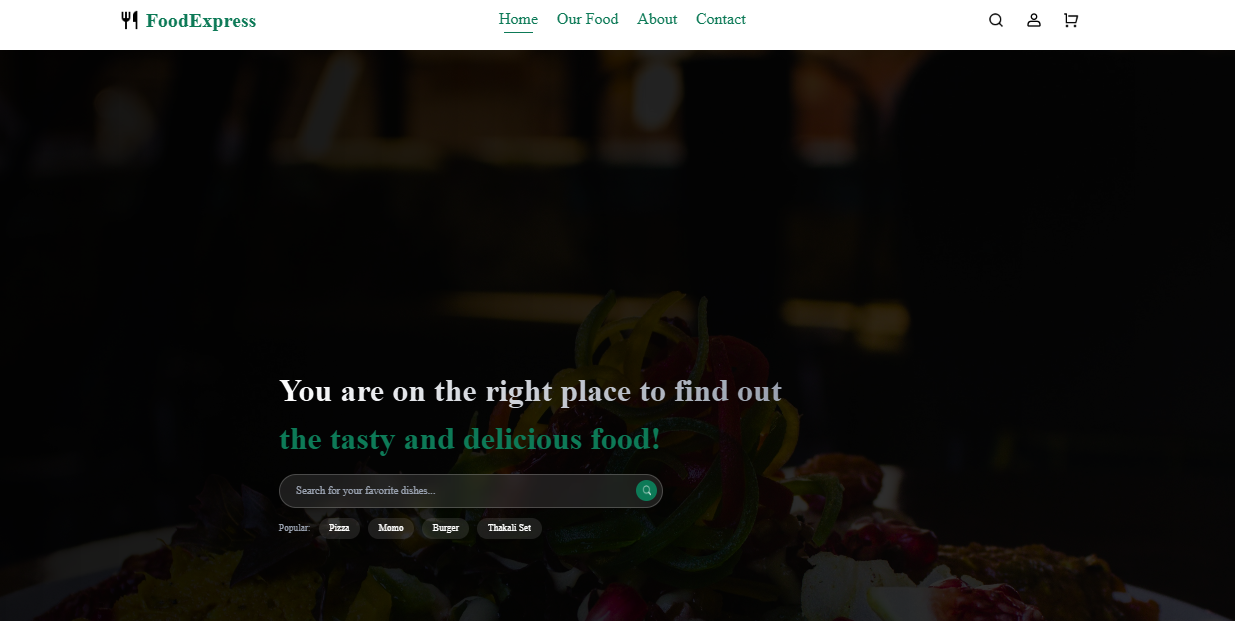 FoodExpress
Home Our Food About Contact
You are on the right place to find out
the tasty and delicious food!
Search for your favorite dishes...
Popular: Pizza Momo Burger Thakali Set